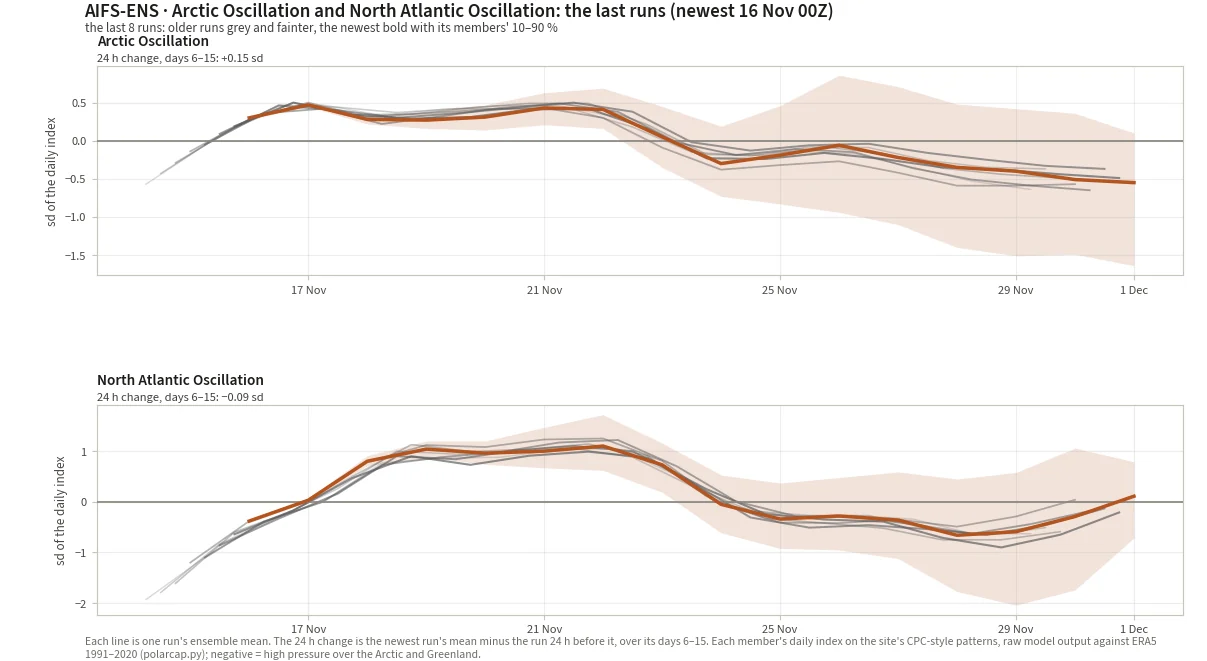 AIFS-ENS · Arctic Oscillation and North Atlantic Oscillation: the last runs (newest 16 Nov 00Z)
the last 8 runs: older runs grey and fainter, the newest bold with its members' 10–90 %
Arctic Oscillation
24 h change, days 6–15: +0.15 sd
sd of the daily index
0.5
0.0
−0.5
−1.0
−1.5
17 Nov
21 Nov
25 Nov
29 Nov
1 Dec
North Atlantic Oscillation
24 h change, days 6–15: −0.09 sd
sd of the daily index
1
0
−1
−2
17 Nov
21 Nov
25 Nov
29 Nov
1 Dec
Each line is one run's ensemble mean. The 24 h change is the newest run's mean minus the run 24 h before it, over its days 6–15. Each member's daily index on the site's CPC-style patterns, raw model output against ERA5
1991–2020 (polarcap.py); negative = high pressure over the Arctic and Greenland.